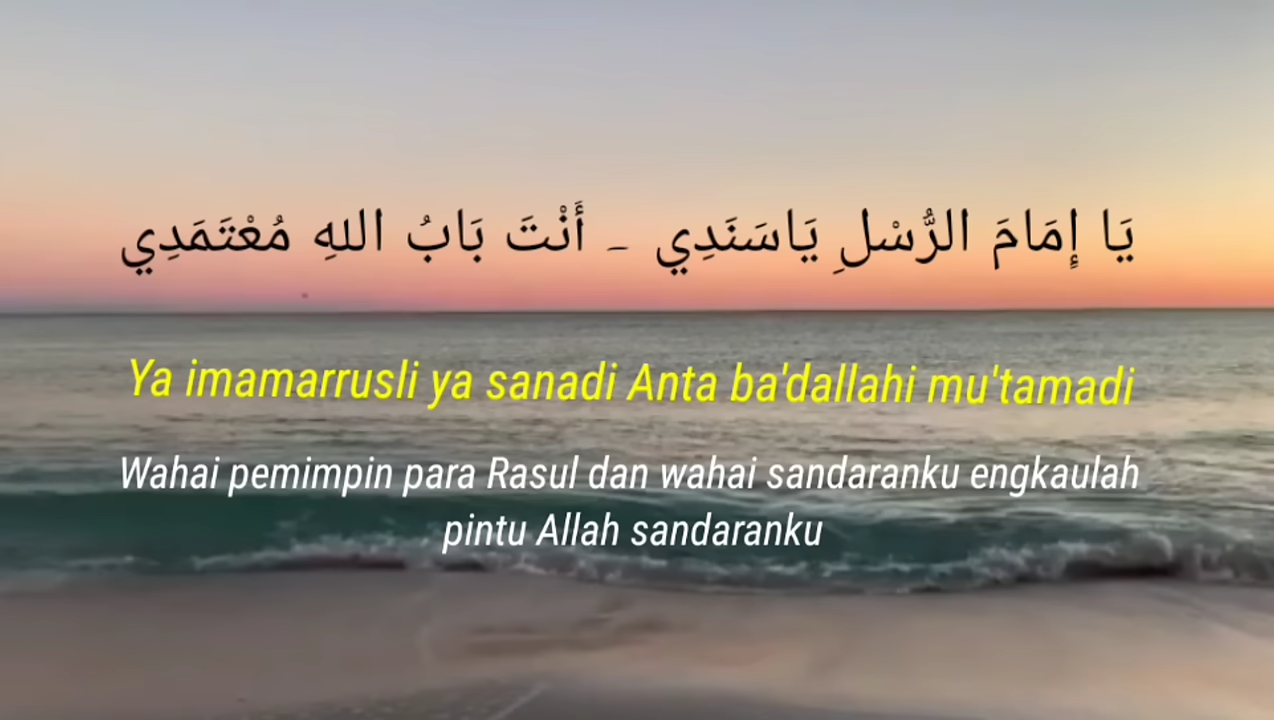 يَا إِمَامَ الرُّسْلِ يَاسَنَدِي - أَنْتَ بَابُ اللهِ مُعْتَمَدِي
Ya imamarrusli ya sanadi Anta ba'dallahi mu'tamadi
Wahai pemimpin para Rasul dan wahai sandaranku engkaulah
pintu Allah sandaranku